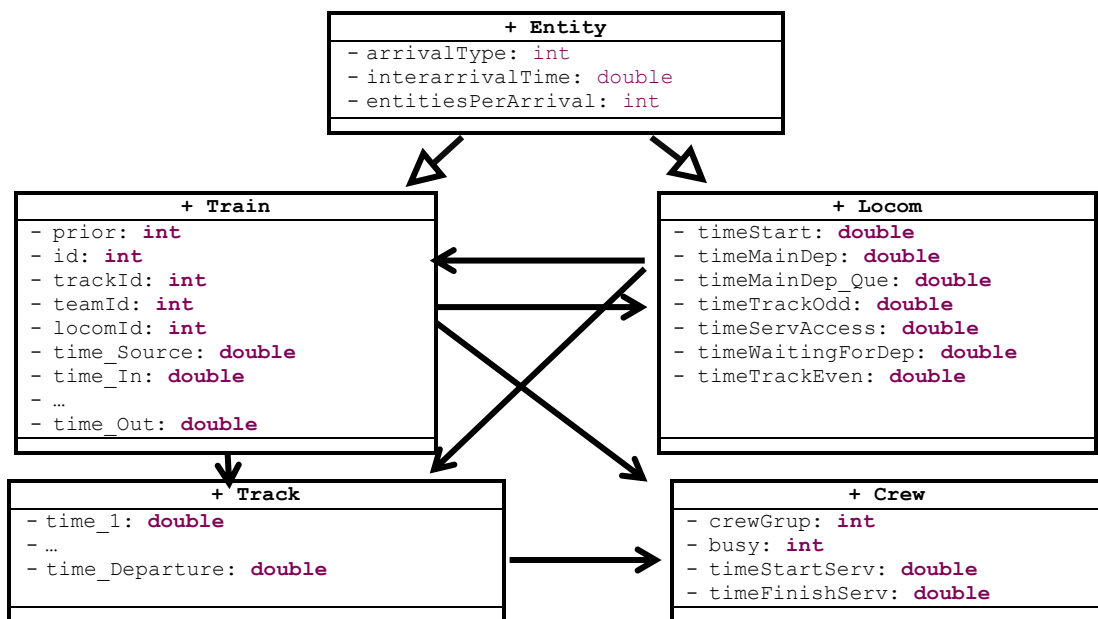 + Entity
- arrivalType: int
- interarrivalTime: double
- entitiesPerArrival: int
+ Train
- prior: int
- id: int
- trackId: int
- teamId: int
- locomId: int
- time_Source: double
- time_In: double
- …
- time_Out: double
+ Locom
- timeStart: double
- timeMainDep: double
- timeMainDep_Que: double
- timeTrackOdd: double
- timeServAccess: double
- timeWaitingForDep: double
- timeTrackEven: double
+ Track
- time_1: double
- …
- time_Departure: double
+ Crew
- crewGrup: int
- busy: int
- timeStartServ: double
- timeFinishServ: double